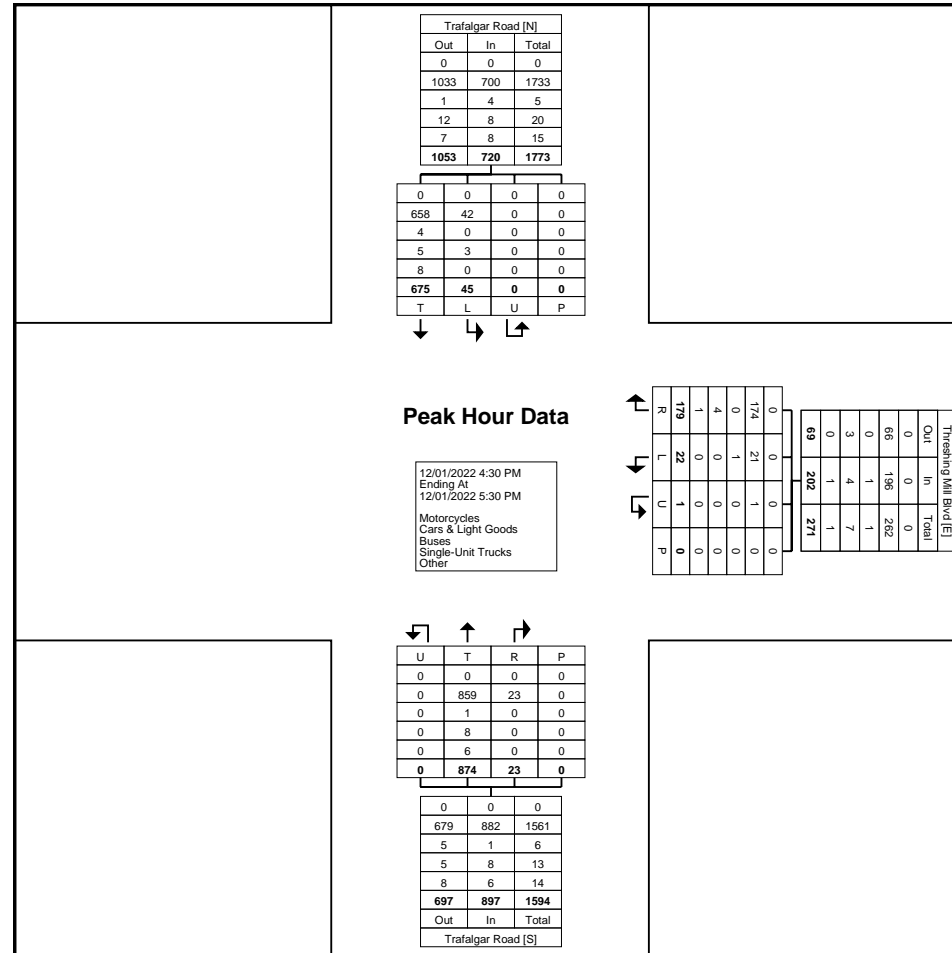 Trafalgar Road [N]
Out In Total
0 0 0
1033 700 1733
1 4 5
12 8 20
7 8 15
1053 720 1773
0 0 0 0
658 42 0 0
4 0 0 0
5 3 0 0
8 0 0 0
675 45 0 0
T L U P
Peak Hour Data
12/01/2022 4:30 PM
Ending At
12/01/2022 5:30 PM
Motorcycles
Cars & Light Goods
Buses
Single-Unit Trucks
Other
Threshing Mill Blvd [E]
Out In Total
0 0 0
66 196 262
0 1 1
3 4 7
0 1 1
69 202 271
0 0 0 0
174 21 1 0
0 1 0 0
4 0 0 0
1 0 0 0
179 22 1 0
R L U P
U T R P
0 0 0 0
0 859 23 0
0 1 0 0
0 8 0 0
0 6 0 0
0 874 23 0
0 0 0
679 882 1561
5 1 6
5 8 13
8 6 14
697 897 1594
Out In Total
Trafalgar Road [S]